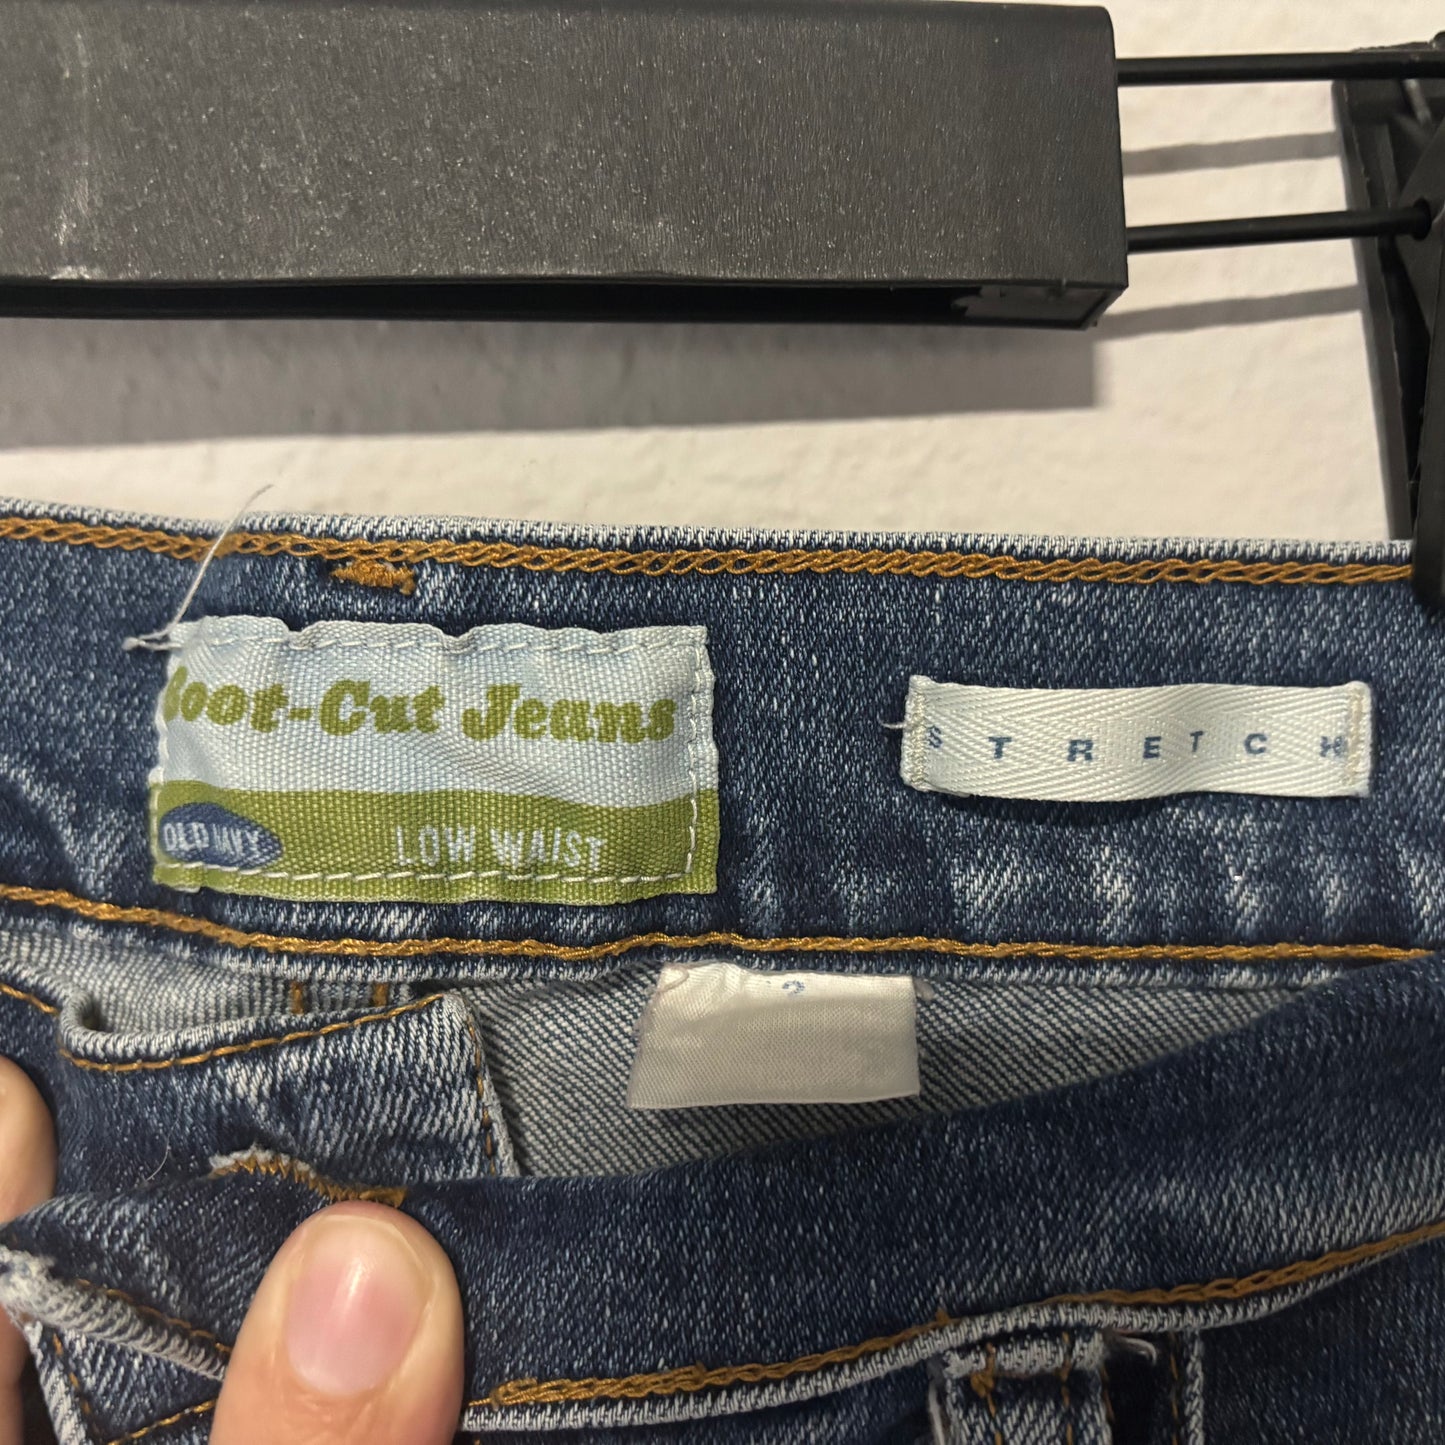 Boot-Cut Jeans
OLD NAVY
LOW WAIST
STRETCH